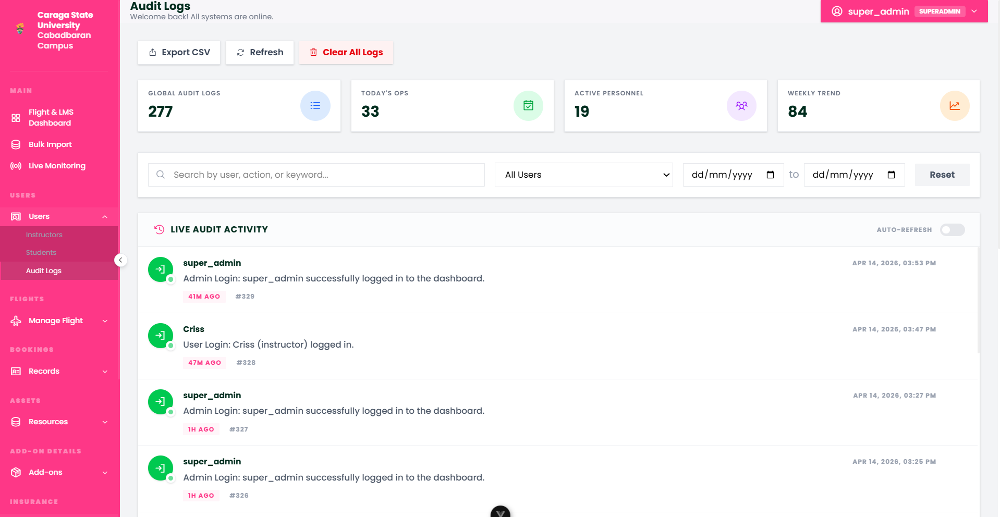 Caraga State
University
Cabadbaran
Campus
MAIN
Flight & LMS
Dashboard
Bulk Import
Live Monitoring
USERS
Users
Instructors
Students
Audit Logs
FLIGHTS
Manage Flight
BOOKINGS
Records
ASSETS
Resources
ADD-ON DETAILS
Add-ons
INSURANCE
Audit Logs
Welcome back! All systems are online.
super_admin SUPERADMIN
Export CSV Refresh Clear All Logs
GLOBAL AUDIT LOGS
277
TODAY'S OPS
33
ACTIVE PERSONNEL
19
WEEKLY TREND
84
Search by user, action, or keyword... All Users dd/mm/yyyy to dd/mm/yyyy Reset
LIVE AUDIT ACTIVITY AUTO-REFRESH
super_admin APR 14, 2026, 03:53 PM
Admin Login: super_admin successfully logged in to the dashboard.
41M AGO #329
Criss APR 14, 2026, 03:47 PM
User Login: Criss (instructor) logged in.
47M AGO #328
super_admin APR 14, 2026, 03:27 PM
Admin Login: super_admin successfully logged in to the dashboard.
1H AGO #327
super_admin APR 14, 2026, 03:25 PM
Admin Login: super_admin successfully logged in to the dashboard.
1H AGO #326